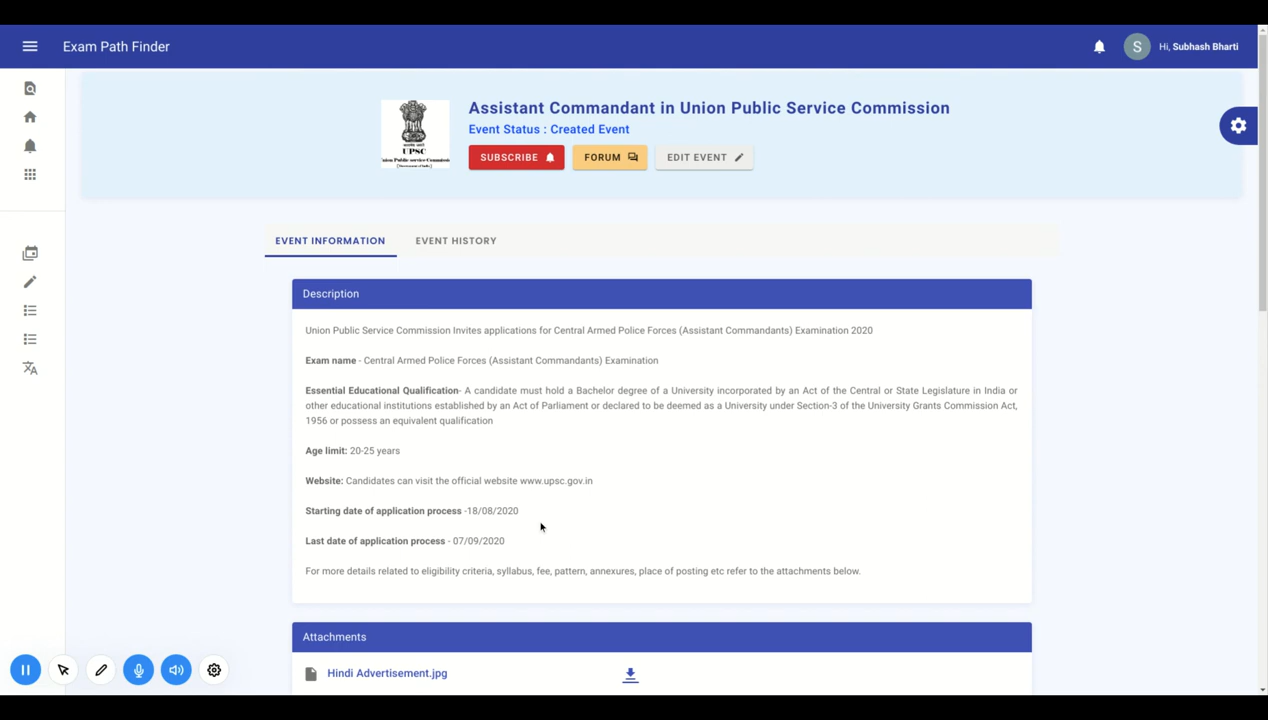 Exam Path Finder
S
Hi, Subhash Bharti
Assistant Commandant in Union Public Service Commission
Event Status : Created Event
UPSC
SUBSCRIBE
FORUM
EDIT EVENT
EVENT INFORMATION
EVENT HISTORY
Description
Union Public Service Commission Invites applications for Central Armed Police Forces (Assistant Commandants) Examination 2020
Exam name - Central Armed Police Forces (Assistant Commandants) Examination
Essential Educational Qualification- A candidate must hold a Bachelor degree of a University incorporated by an Act of the Central or State Legislature in India or
other educational institutions established by an Act of Parliament or declared to be deemed as a University under Section-3 of the University Grants Commission Act,
1956 or possess an equivalent qualification
Age limit: 20-25 years
Website: Candidates can visit the official website www.upsc.gov.in
Starting date of application process -18/08/2020
Last date of application process - 07/09/2020
For more details related to eligibility criteria, syllabus, fee, pattern, annexures, place of posting etc refer to the attachments below.
Attachments
Hindi Advertisement.jpg